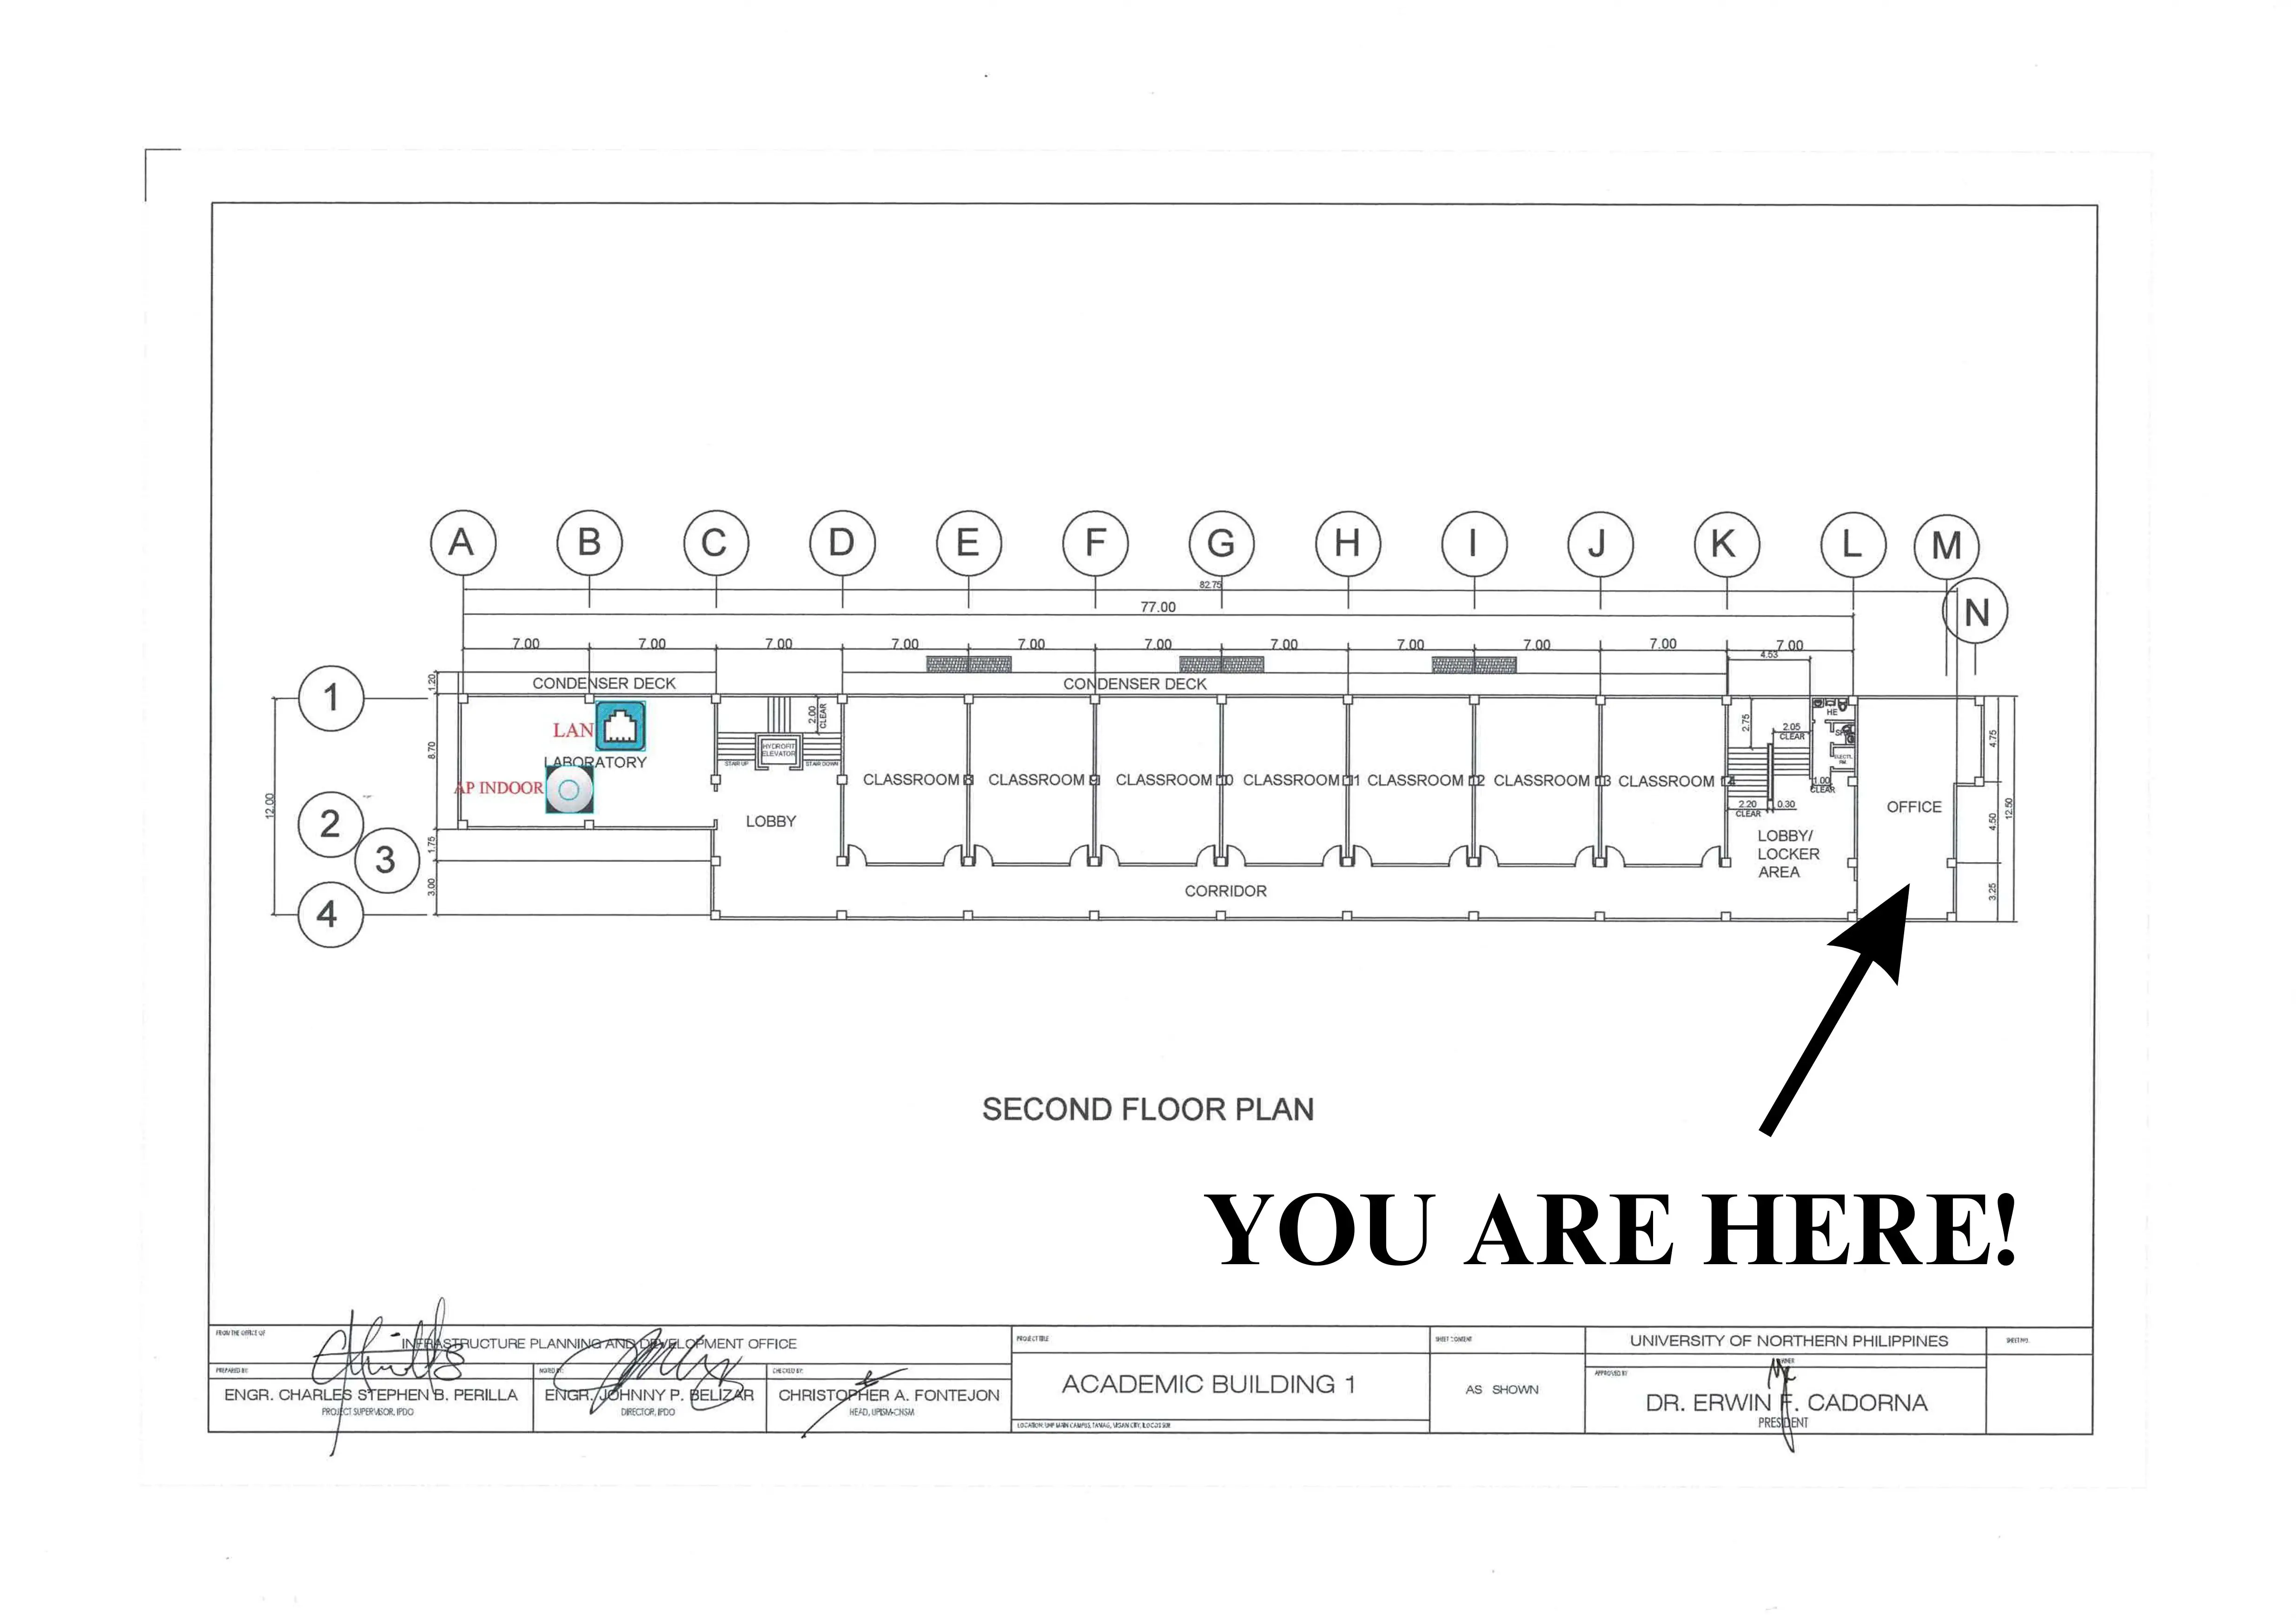 A B C D E F G H I J K L M
N
82.75
77.00
7.00 7.00 7.00 7.00 7.00 7.00 7.00 7.00 7.00 7.00 7.00
4.53
1
2
3
4
1.20
8.70
12.00
1.75
3.00
CONDENSER DECK
CONDENSER DECK
LAN
LABORATORY
AP INDOOR
2.00
CLEAR
HYDROFIT
ELEVATOR
STAIR UP
STAIR DOWN
LOBBY
CLASSROOM 8
CLASSROOM 9
CLASSROOM 10
CLASSROOM 11
CLASSROOM 12
CLASSROOM 13
CLASSROOM 14
CORRIDOR
2.75
2.05
CLEAR
HE
1.00
CLEAR
2.20 0.30
CLEAR
LOBBY/
LOCKER
AREA
OFFICE
4.75
4.50
12.50
3.25
SECOND FLOOR PLAN
YOU ARE HERE!
FROM THE OFFICE OF
INFRASTRUCTURE PLANNING AND DEVELOPMENT OFFICE
PREPARED BY:
ENGR. CHARLES STEPHEN B. PERILLA
PROJECT SUPERVISOR, IPDO
NOTED BY:
ENGR. JOHNNY P. BELIZAR
DIRECTOR, IPDO
CHECKED BY:
CHRISTOPHER A. FONTEJON
HEAD, UPISM-CNSM
PROJECT TITLE
ACADEMIC BUILDING 1
LOCATION: UNP MAIN CAMPUS, TAMAG, VIGAN CITY, ILOCOS SUR
SHEET CONTENT
AS SHOWN
UNIVERSITY OF NORTHERN PHILIPPINES
OWNER
APPROVED BY
DR. ERWIN F. CADORNA
PRESIDENT
SHEET NO.